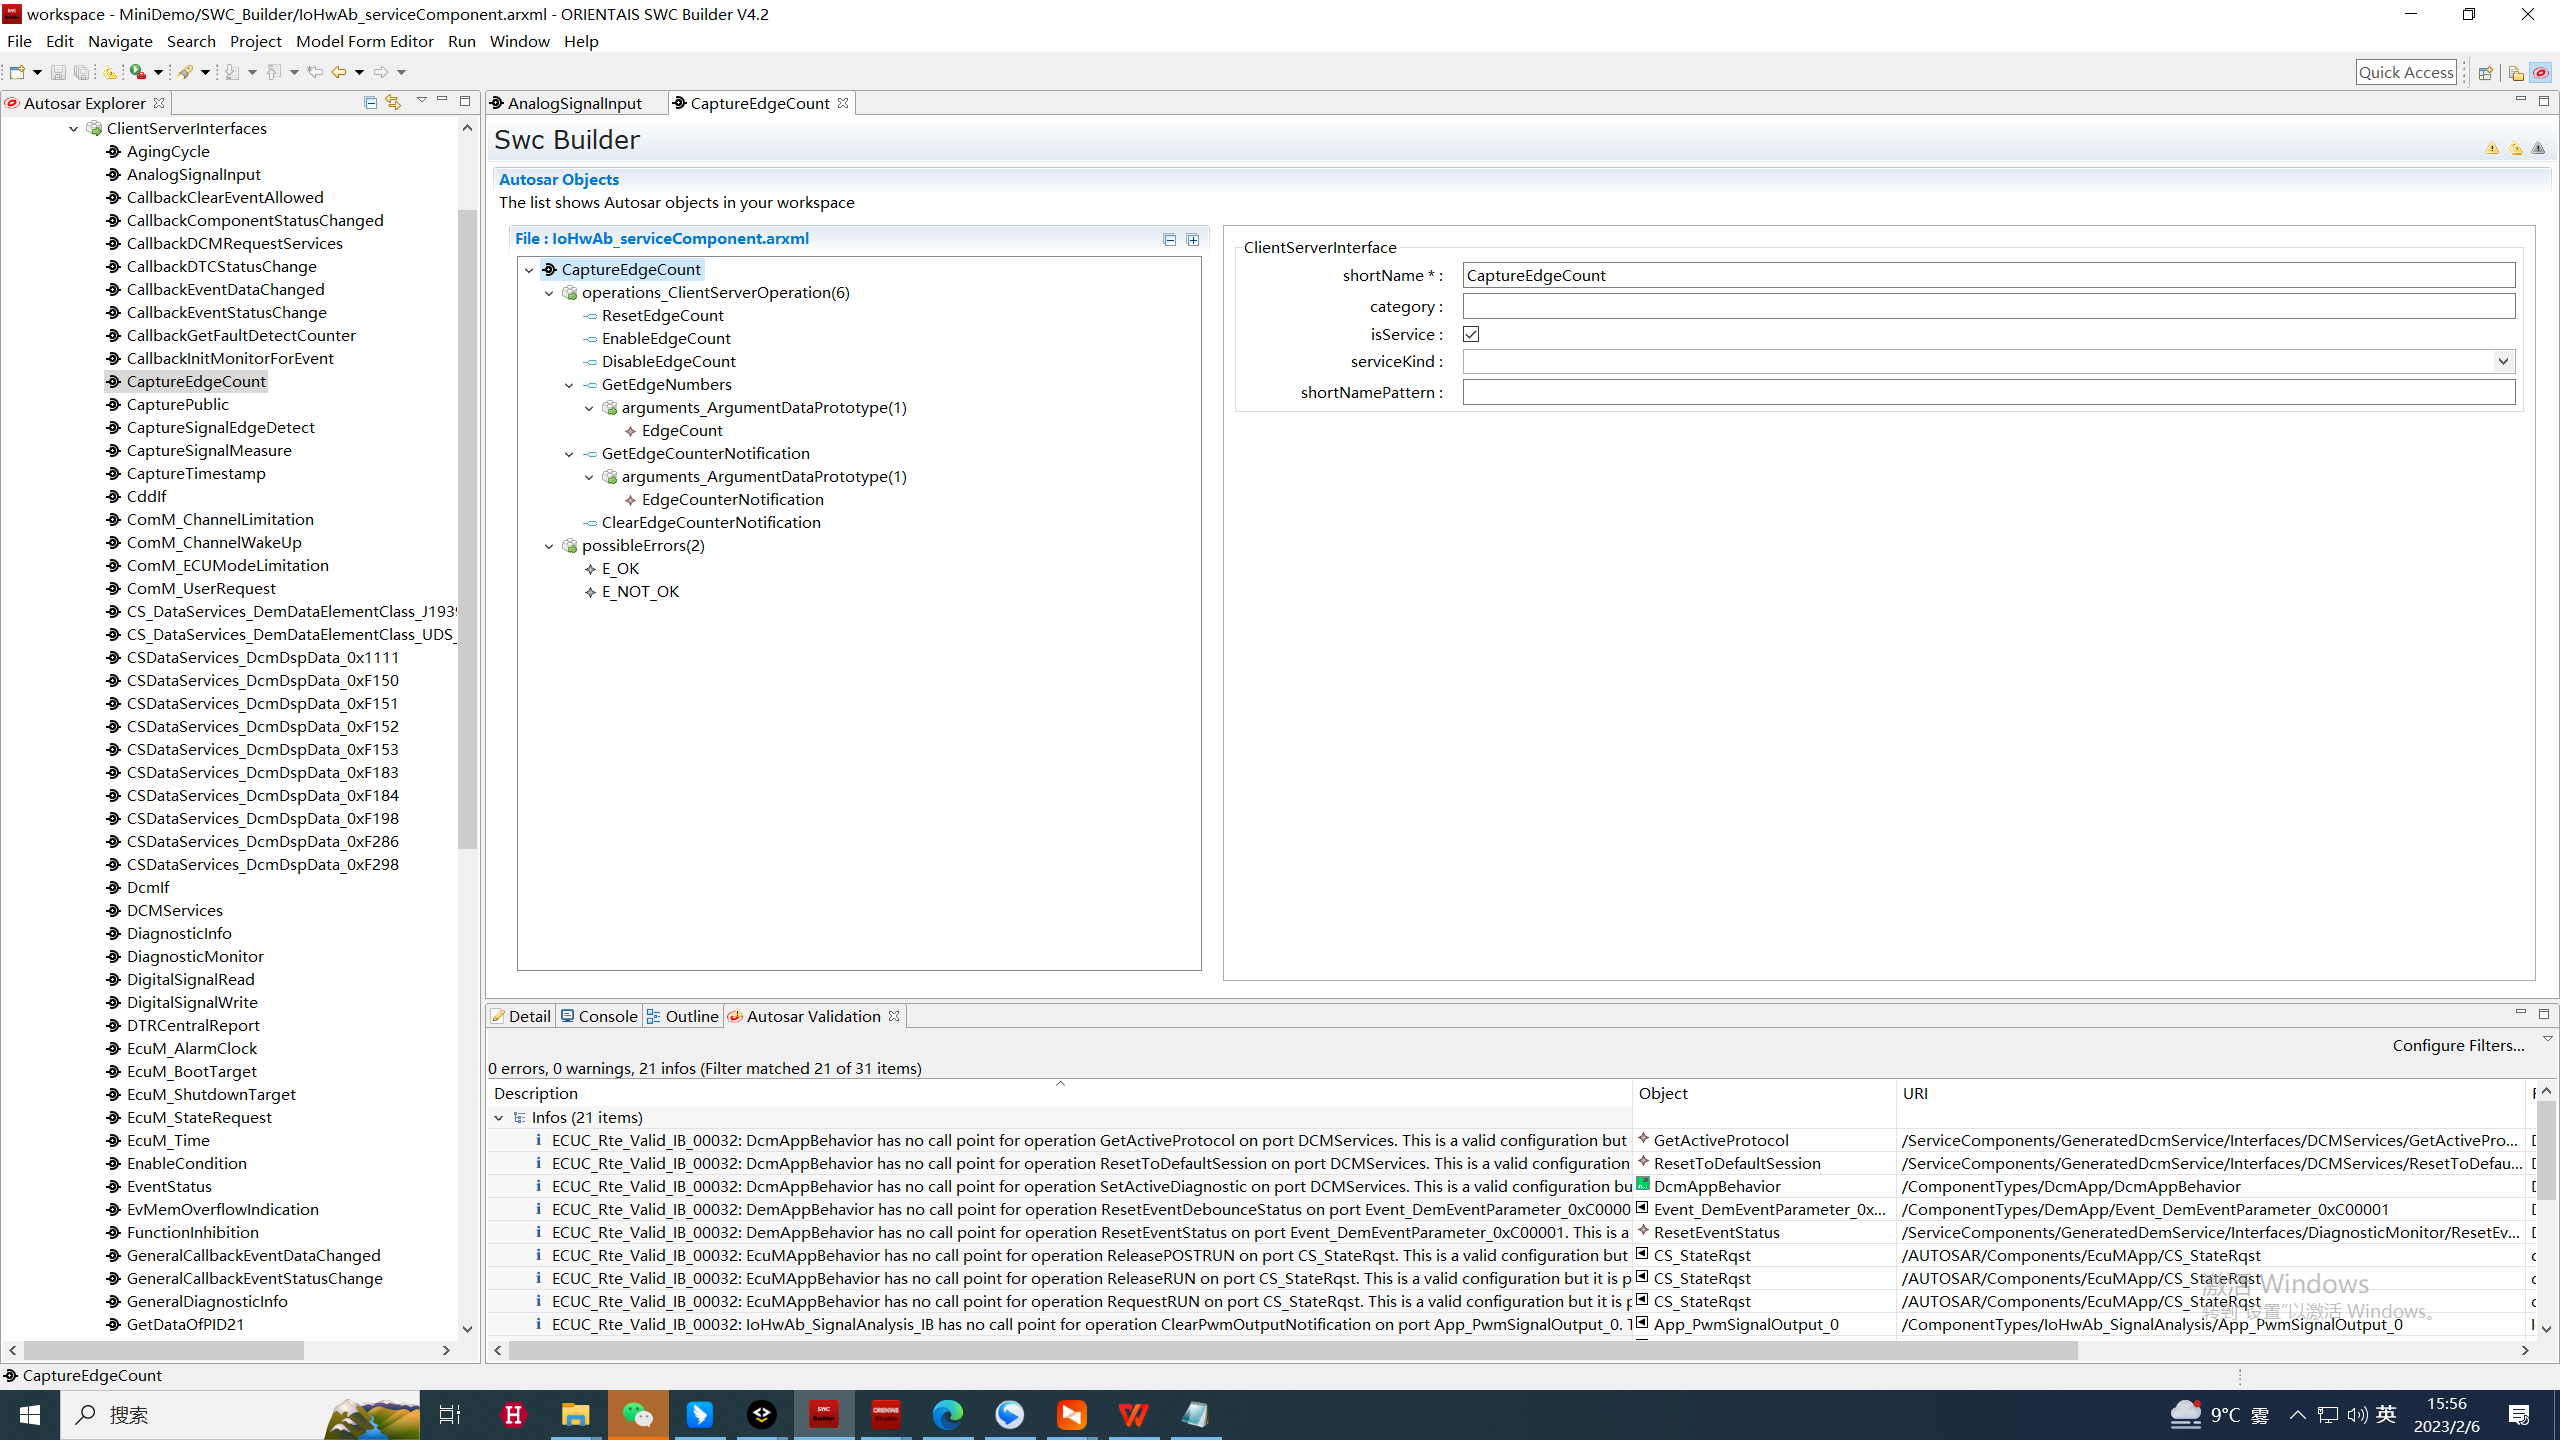 workspace - MiniDemo/SWC_Builder/IoHwAb_serviceComponent.arxml - ORIENTAIS SWC Builder V4.2
File Edit Navigate Search Project Model Form Editor Run Window Help
Quick Access
Autosar Explorer
ClientServerInterfaces
AgingCycle
AnalogSignalInput
CallbackClearEventAllowed
CallbackComponentStatusChanged
CallbackDCMRequestServices
CallbackDTCStatusChange
CallbackEventDataChanged
CallbackEventStatusChange
CallbackGetFaultDetectCounter
CallbackInitMonitorForEvent
CaptureEdgeCount
CapturePublic
CaptureSignalEdgeDetect
CaptureSignalMeasure
CaptureTimestamp
CddIf
ComM_ChannelLimitation
ComM_ChannelWakeUp
ComM_ECUModeLimitation
ComM_UserRequest
CS_DataServices_DemDataElementClass_J193
CS_DataServices_DemDataElementClass_UDS_
CSDataServices_DcmDspData_0x1111
CSDataServices_DcmDspData_0xF150
CSDataServices_DcmDspData_0xF151
CSDataServices_DcmDspData_0xF152
CSDataServices_DcmDspData_0xF153
CSDataServices_DcmDspData_0xF183
CSDataServices_DcmDspData_0xF184
CSDataServices_DcmDspData_0xF198
CSDataServices_DcmDspData_0xF286
CSDataServices_DcmDspData_0xF298
DcmIf
DCMServices
DiagnosticInfo
DiagnosticMonitor
DigitalSignalRead
DigitalSignalWrite
DTRCentralReport
EcuM_AlarmClock
EcuM_BootTarget
EcuM_ShutdownTarget
EcuM_StateRequest
EcuM_Time
EnableCondition
EventStatus
EvMemOverflowIndication
FunctionInhibition
GeneralCallbackEventDataChanged
GeneralCallbackEventStatusChange
GeneralDiagnosticInfo
GetDataOfPID21
AnalogSignalInput CaptureEdgeCount
Swc Builder
Autosar Objects
The list shows Autosar objects in your workspace
File : IoHwAb_serviceComponent.arxml
CaptureEdgeCount
operations_ClientServerOperation(6)
ResetEdgeCount
EnableEdgeCount
DisableEdgeCount
GetEdgeNumbers
arguments_ArgumentDataPrototype(1)
EdgeCount
GetEdgeCounterNotification
arguments_ArgumentDataPrototype(1)
EdgeCounterNotification
ClearEdgeCounterNotification
possibleErrors(2)
E_OK
E_NOT_OK
ClientServerInterface
shortName * : CaptureEdgeCount
category :
isService :
serviceKind :
shortNamePattern :
Detail Console Outline Autosar Validation
Configure Filters...
0 errors, 0 warnings, 21 infos (Filter matched 21 of 31 items)
Description Object URI
Infos (21 items)
ECUC_Rte_Valid_IB_00032: DcmAppBehavior has no call point for operation GetActiveProtocol on port DCMServices. This is a valid configuration but GetActiveProtocol /ServiceComponents/GeneratedDcmService/Interfaces/DCMServices/GetActivePro...
ECUC_Rte_Valid_IB_00032: DcmAppBehavior has no call point for operation ResetToDefaultSession on port DCMServices. This is a valid configuration ResetToDefaultSession /ServiceComponents/GeneratedDcmService/Interfaces/DCMServices/ResetToDefau...
ECUC_Rte_Valid_IB_00032: DcmAppBehavior has no call point for operation SetActiveDiagnostic on port DCMServices. This is a valid configuration bu DcmAppBehavior /ComponentTypes/DcmApp/DcmAppBehavior
ECUC_Rte_Valid_IB_00032: DemAppBehavior has no call point for operation ResetEventDebounceStatus on port Event_DemEventParameter_0xC0000 Event_DemEventParameter_0x... /ComponentTypes/DemApp/Event_DemEventParameter_0xC00001
ECUC_Rte_Valid_IB_00032: DemAppBehavior has no call point for operation ResetEventStatus on port Event_DemEventParameter_0xC00001. This is a ResetEventStatus /ServiceComponents/GeneratedDemService/Interfaces/DiagnosticMonitor/ResetEv...
ECUC_Rte_Valid_IB_00032: EcuMAppBehavior has no call point for operation ReleasePOSTRUN on port CS_StateRqst. This is a valid configuration but CS_StateRqst /AUTOSAR/Components/EcuMApp/CS_StateRqst
ECUC_Rte_Valid_IB_00032: EcuMAppBehavior has no call point for operation ReleaseRUN on port CS_StateRqst. This is a valid configuration but it is p CS_StateRqst /AUTOSAR/Components/EcuMApp/CS_StateRqst
ECUC_Rte_Valid_IB_00032: EcuMAppBehavior has no call point for operation RequestRUN on port CS_StateRqst. This is a valid configuration but it is p CS_StateRqst /AUTOSAR/Components/EcuMApp/CS_StateRqst
ECUC_Rte_Valid_IB_00032: IoHwAb_SignalAnalysis_IB has no call point for operation ClearPwmOutputNotification on port App_PwmSignalOutput_0. T App_PwmSignalOutput_0 /ComponentTypes/IoHwAb_SignalAnalysis/App_PwmSignalOutput_0
激活 Windows
转到"设置"以激活 Windows。
CaptureEdgeCount
搜索
9°C 雾
英
15:56
2023/2/6